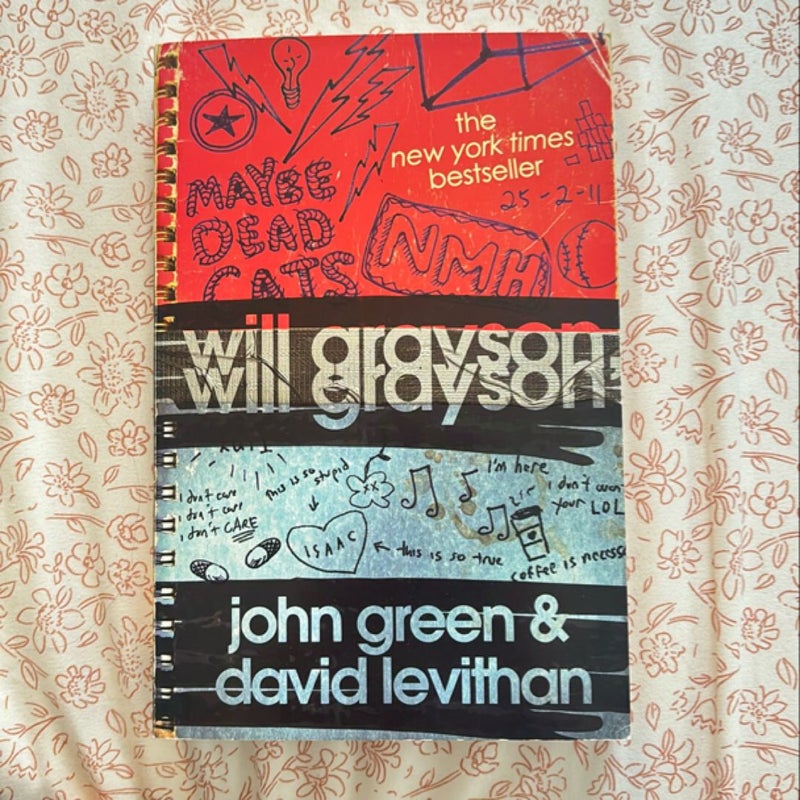 the
new york times
bestseller
25-2-11
MAYBE
DEAD
CATS
NMH
will grayson
will grayson
I'm here
this is so stupid
I don't care
I don't care
I don't CARE
I don't
your LOL
ISAAC
this is so true
coffee is
john green &
david levithan